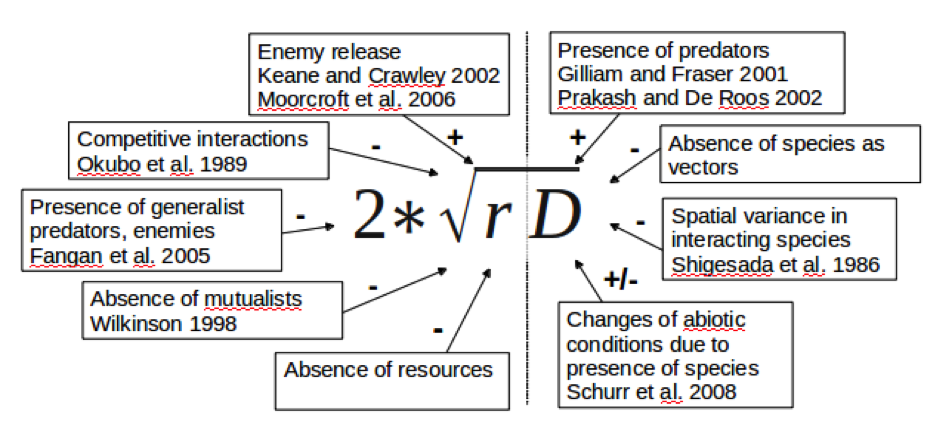 Enemy release
Keane and Crawley 2002
Moorcroft et al. 2006
+
Presence of predators
Gilliam and Fraser 2001
Prakash and De Roos 2002
+
Competitive interactions
Okubo et al. 1989
-
Absence of species as
vectors
-
Presence of generalist
predators, enemies
Fangan et al. 2005
-
2*√r D
Spatial variance in
interacting species
Shigesada et al. 1986
-
Absence of mutualists
Wilkinson 1998
-
Absence of resources
-
Changes of abiotic
conditions due to
presence of species
Schurr et al. 2008
+/-